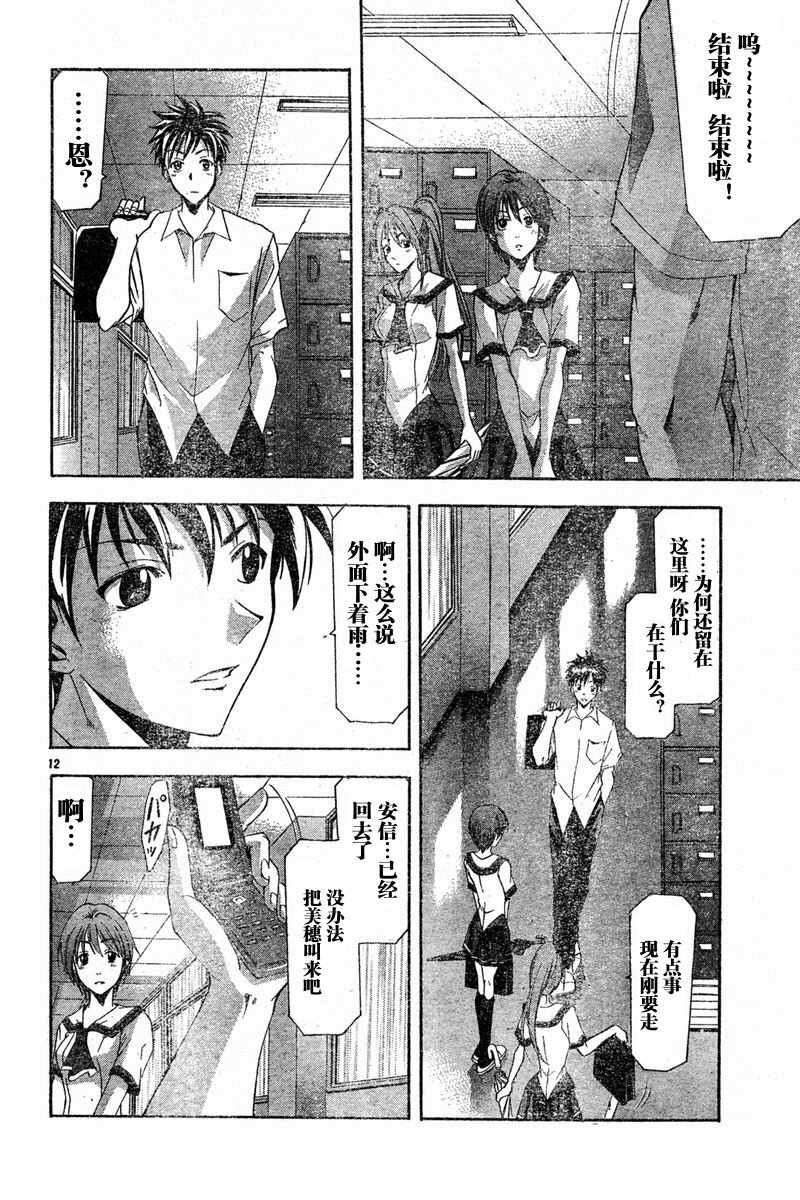 呜~~~~~~~~~
结束啦 结束啦！
……恩？
……为何还留在
这里呀 你们
在干什么？
有点事
现在刚要走
啊…这么说
外面下着雨
……
安信…已经
回去了
没办法
把美穗叫来吧
パカッ
啊…
12